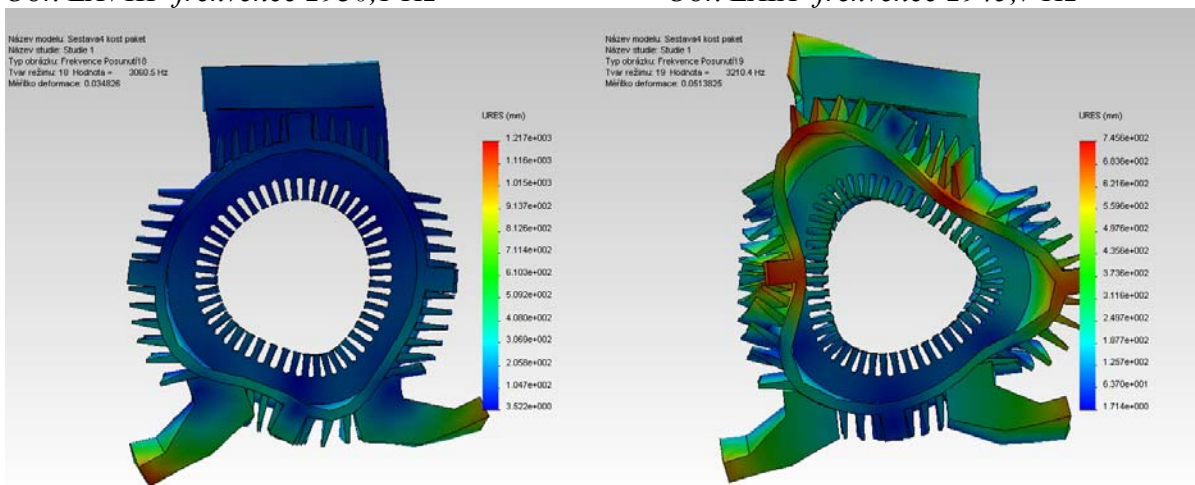 Název modelu: Sestava4 kost paket
Název studie: Studie 1
Typ obrázku: Frekvence Posunutí18
Tvar režimu: 18 Hodnota = 3060.5 Hz
Měřítko deformace: 0.034826
URES (mm)
1.217e+003
1.116e+003
1.015e+003
9.137e+002
8.126e+002
7.114e+002
6.103e+002
5.092e+002
4.080e+002
3.069e+002
2.058e+002
1.047e+002
3.522e+000
Název modelu: Sestava4 kost paket
Název studie: Studie 1
Typ obrázku: Frekvence Posunutí19
Tvar režimu: 19 Hodnota = 3210.4 Hz
Měřítko deformace: 0.0513825
URES (mm)
7.456e+002
6.836e+002
6.216e+002
5.596e+002
4.976e+002
4.356e+002
3.736e+002
3.116e+002
2.497e+002
1.877e+002
1.257e+002
6.370e+001
1.714e+000